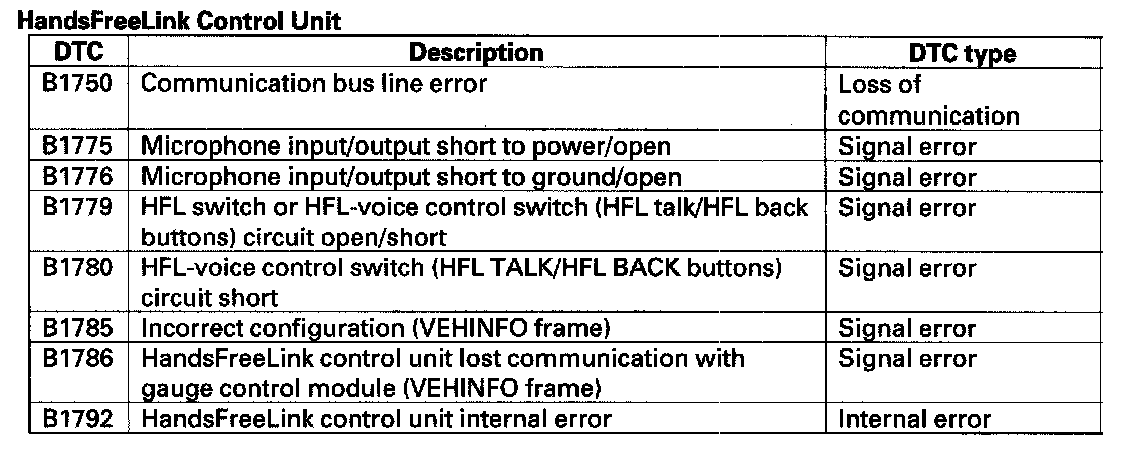 HandsFreeLink Control Unit
DTC Description DTC type
B1750 Communication bus line error Loss of
communication
B1775 Microphone input/output short to power/open Signal error
B1776 Microphone input/output short to ground/open Signal error
B1779 HFL switch or HFL-voice control switch (HFL talk/HFL back Signal error
buttons) circuit open/short
B1780 HFL-voice control switch (HFL TALK/HFL BACK buttons) Signal error
circuit short
B1785 Incorrect configuration (VEHINFO frame) Signal error
B1786 HandsFreeLink control unit lost communication with Signal error
gauge control module (VEHINFO frame)
B1792 HandsFreeLink control unit internal error Internal error